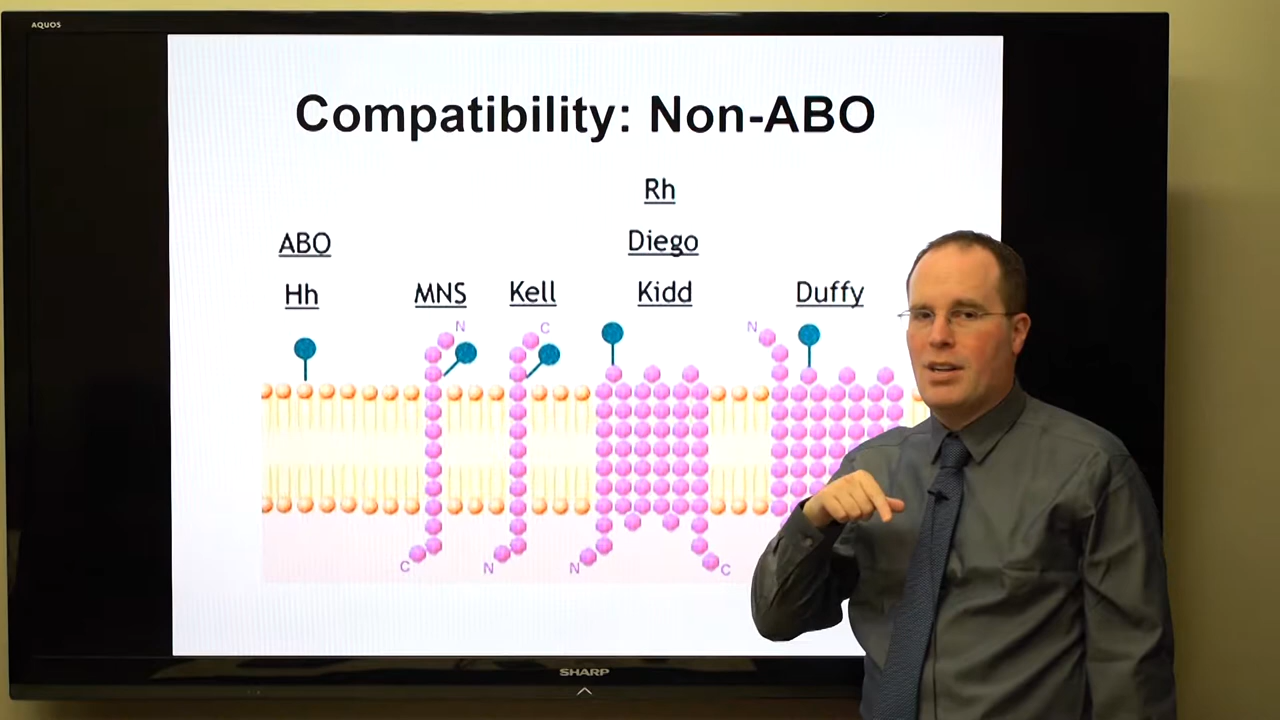 AQUOS
Compatibility: Non-ABO
Rh
ABO
Diego
Hh
MNS
Kell
Kidd
Duffy
N
C
N
C
N
N
C
SHARP